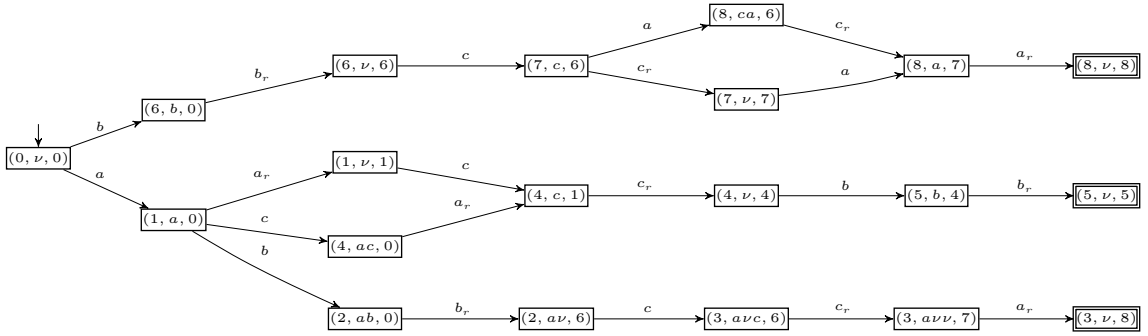 (8, ca, 6)
a c_r
c
(6, ν, 6) (7, c, 6) (8, a, 7) a_r (8, ν, 8)
b_r c_r a
(7, ν, 7)
(6, b, 0)
b
(0, ν, 0)
a a_r (1, ν, 1) c
(4, c, 1) c_r (4, ν, 4) b (5, b, 4) b_r (5, ν, 5)
(1, a, 0) c a_r
(4, ac, 0)
b
(2, ab, 0) b_r (2, aν, 6) c (3, aνc, 6) c_r (3, aνν, 7) a_r (3, ν, 8)